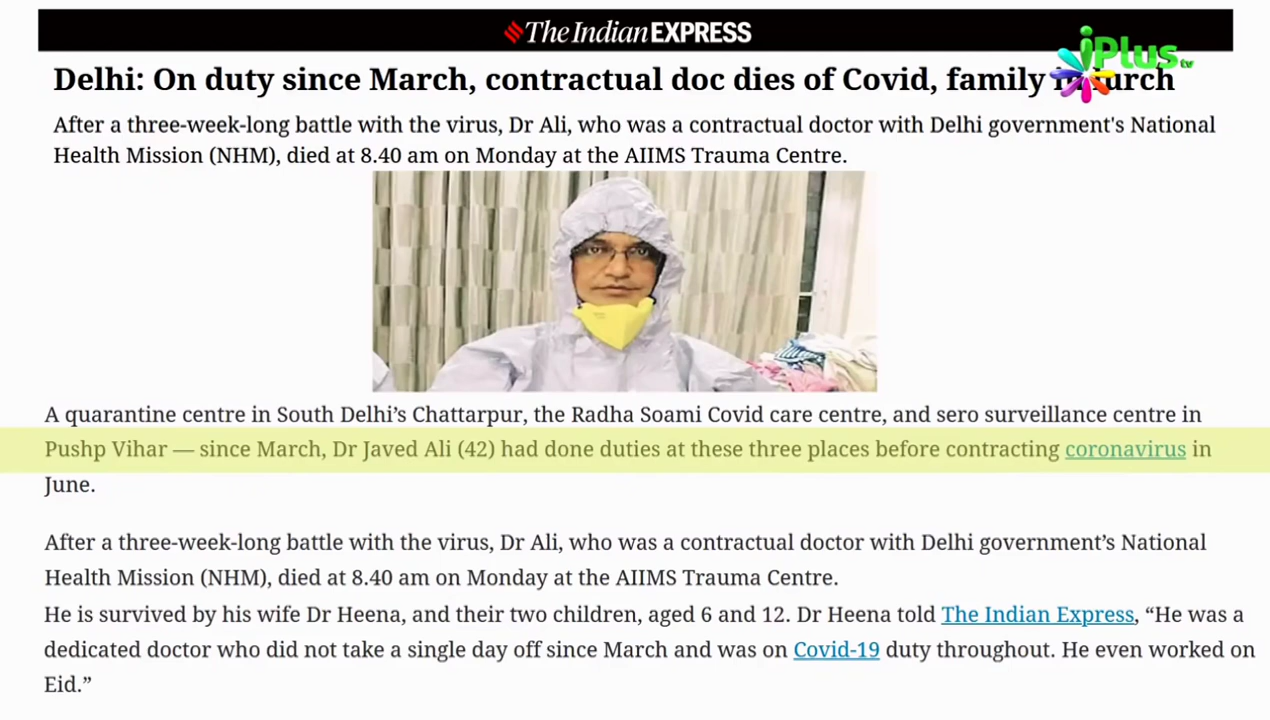 The Indian EXPRESS
iPlus tv
Delhi: On duty since March, contractual doc dies of Covid, family in lurch
After a three-week-long battle with the virus, Dr Ali, who was a contractual doctor with Delhi government's National
Health Mission (NHM), died at 8.40 am on Monday at the AIIMS Trauma Centre.
A quarantine centre in South Delhi’s Chattarpur, the Radha Soami Covid care centre, and sero surveillance centre in
Pushp Vihar — since March, Dr Javed Ali (42) had done duties at these three places before contracting coronavirus in
June.
After a three-week-long battle with the virus, Dr Ali, who was a contractual doctor with Delhi government’s National
Health Mission (NHM), died at 8.40 am on Monday at the AIIMS Trauma Centre.
He is survived by his wife Dr Heena, and their two children, aged 6 and 12. Dr Heena told The Indian Express, “He was a
dedicated doctor who did not take a single day off since March and was on Covid-19 duty throughout. He even worked on
Eid.”